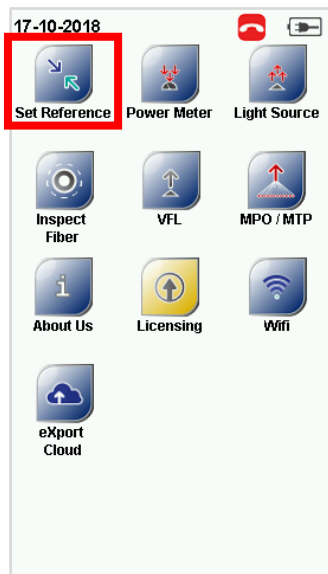 17-10-2018
Set Reference Power Meter Light Source
Inspect Fiber VFL MPO / MTP
About Us Licensing Wifi
eXport
Cloud